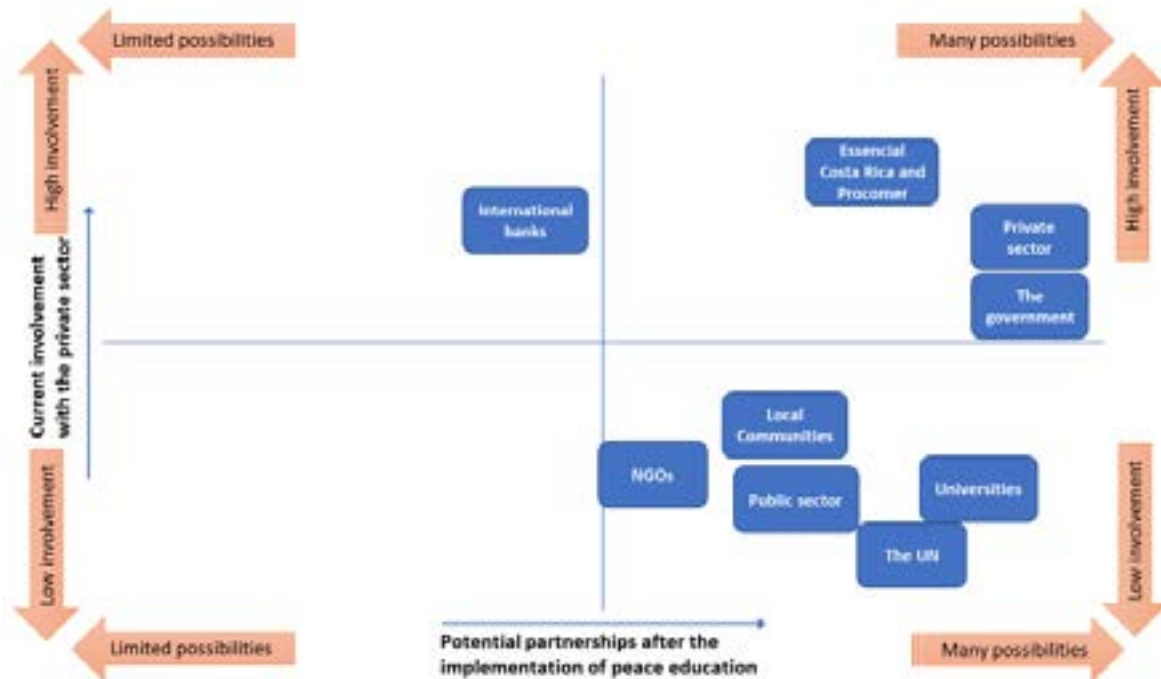 Limited possibilities
Many possibilities
High involvement
High involvement
Essencial
Costa Rica and
Procomer
International
banks
Private
sector
The
government
Current involvement
with the private sector
Local
Communities
NGOs
Public sector
Universities
The UN
Low involvement
Low involvement
Limited possibilities
Potential partnerships after the
implementation of peace education
Many possibilities